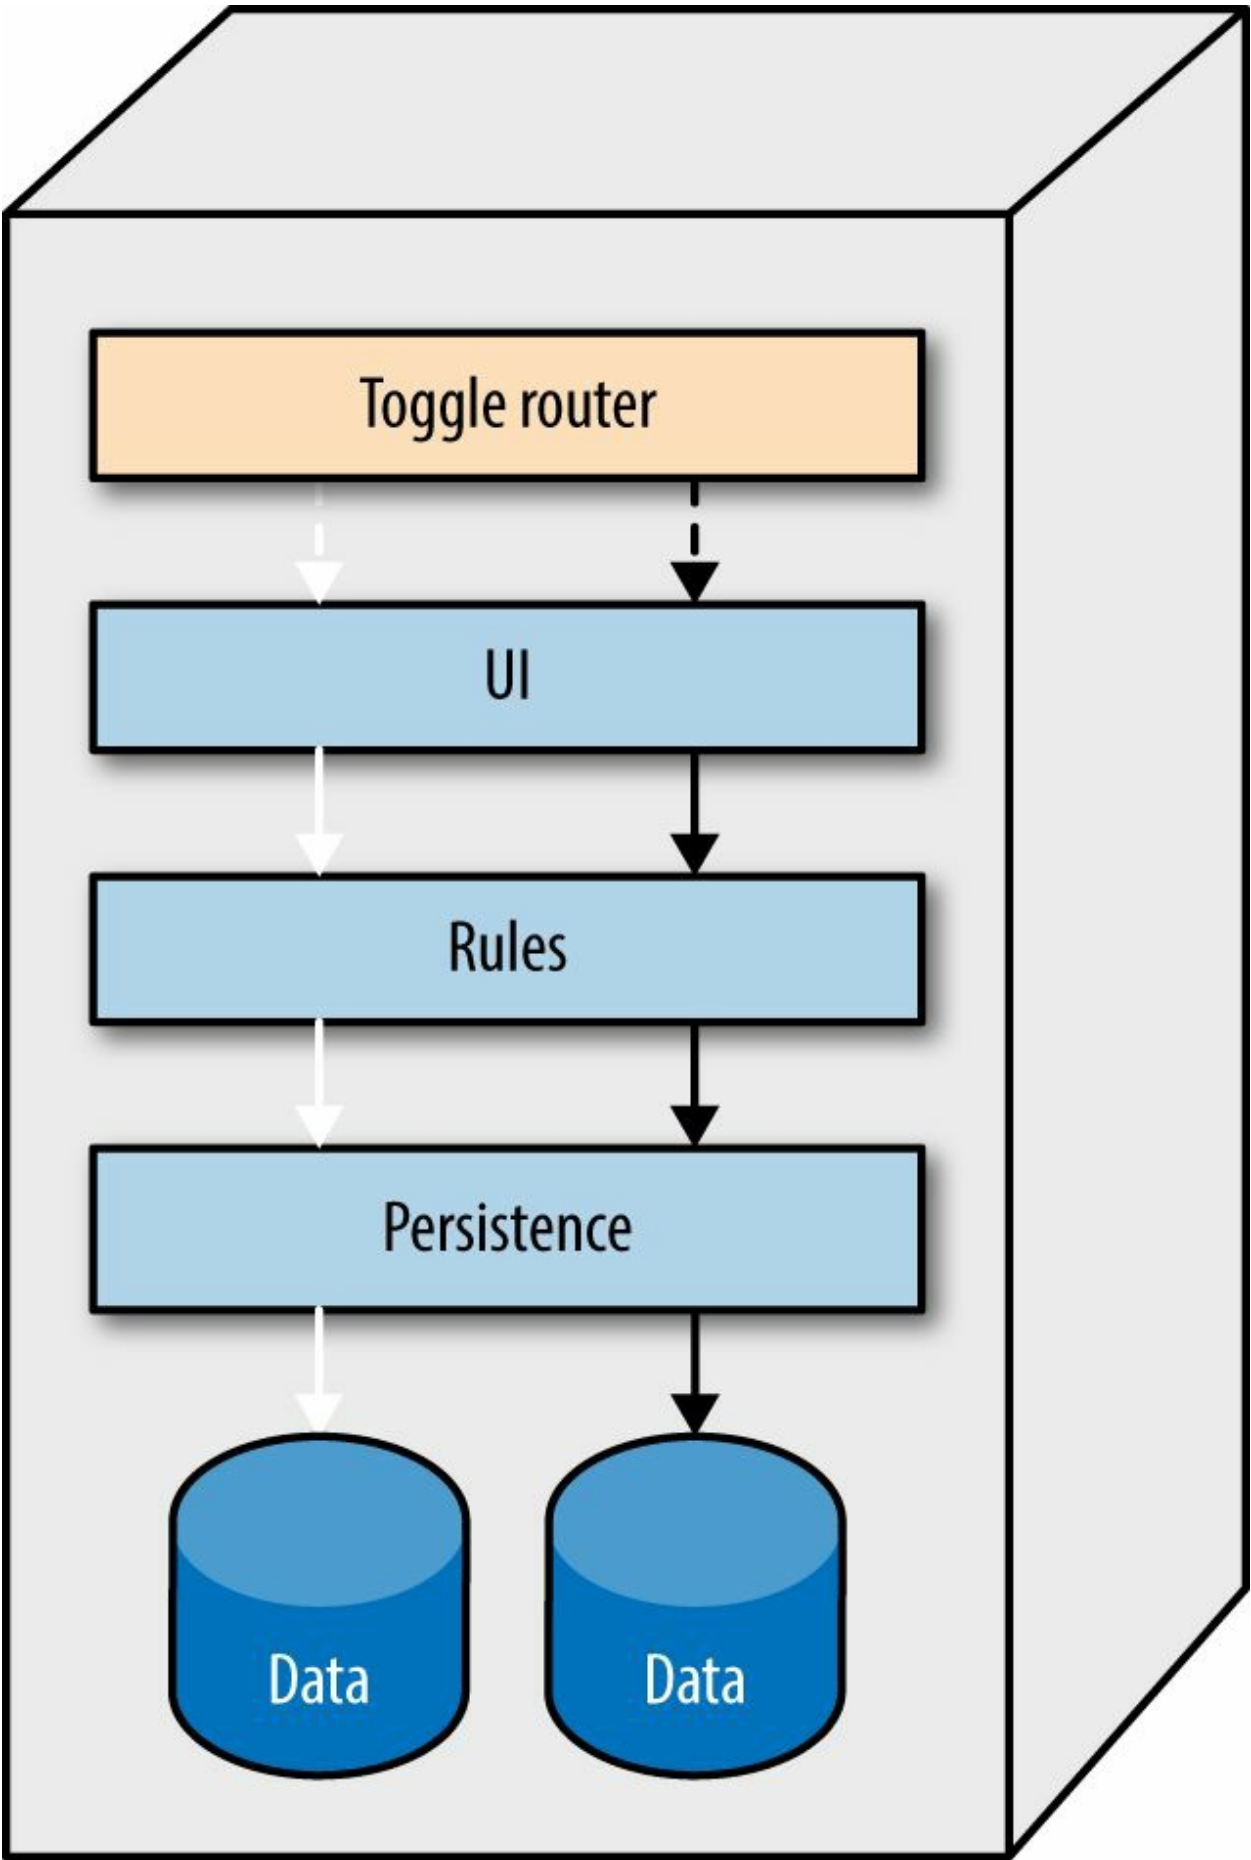 Toggle router
UI
Rules
Persistence
Data
Data